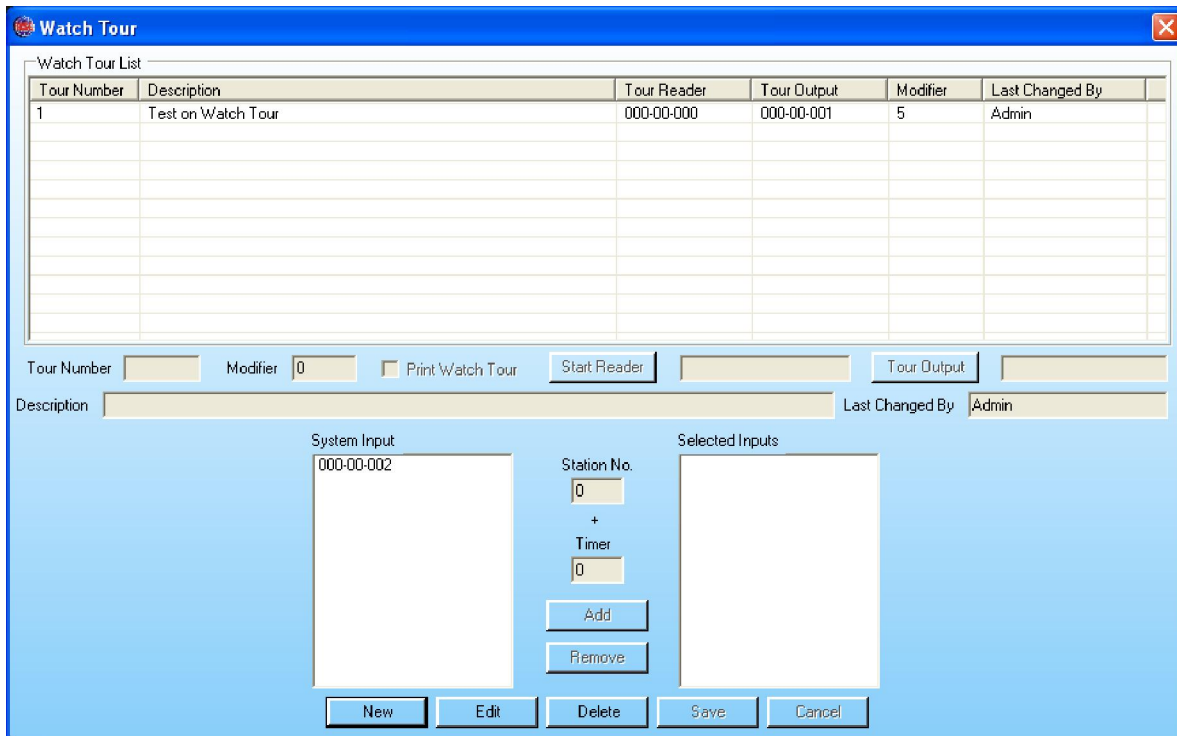 Watch Tour
Watch Tour List
Tour Number Description Tour Reader Tour Output Modifier Last Changed By
1 Test on Watch Tour 000-00-000 000-00-001 5 Admin
Tour Number Modifier 0 Print Watch Tour Start Reader Tour Output
Description Last Changed By Admin
System Input Selected Inputs
000-00-002
Station No.
0
+
Timer
0
Add
Remove
New Edit Delete Save Cancel